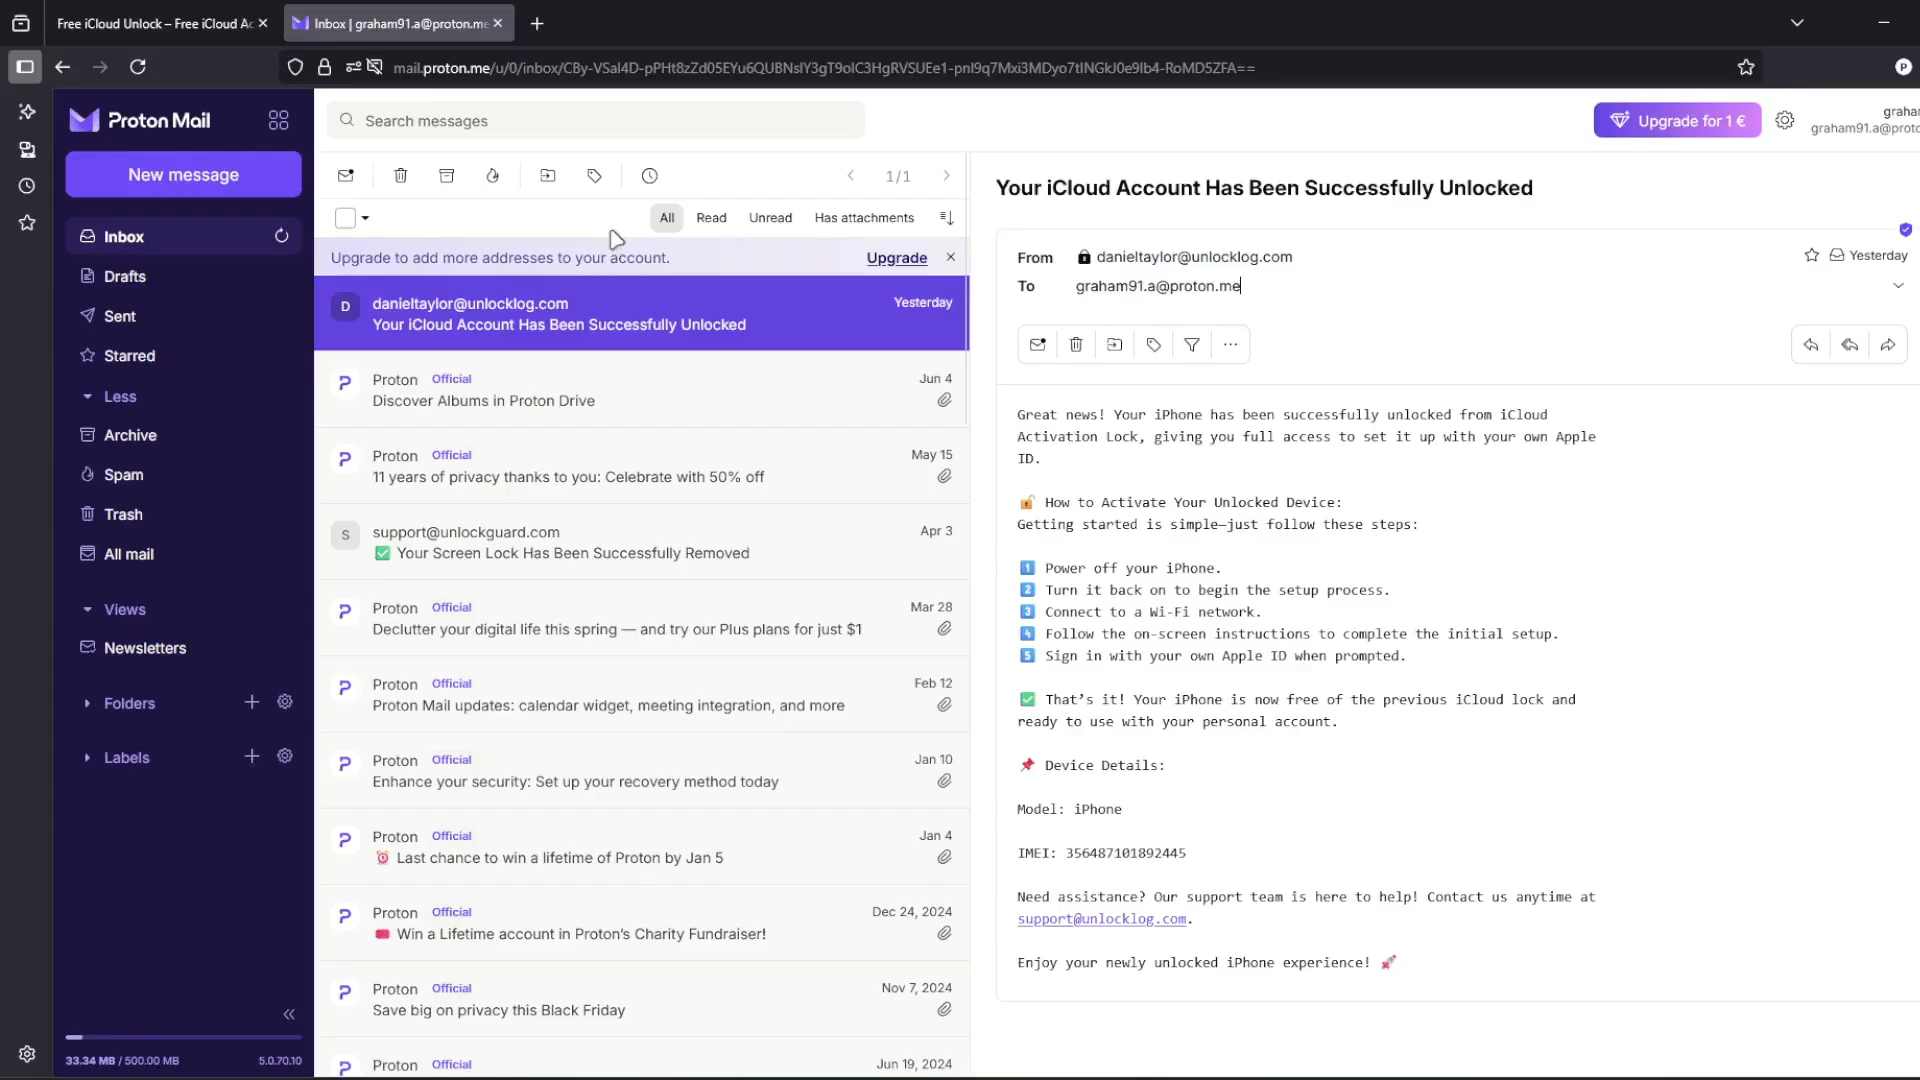 Free iCloud Unlock – Free iCloud Ac
Inbox | graham91.a@proton.me
mail.proton.me/u/0/inbox/
Proton Mail
Search messages
Upgrade for 1 €
graham
graham91.a@proto
New message
1/1
Inbox
Drafts
Sent
Starred
Less
Archive
Spam
Trash
All mail
Views
Newsletters
Folders
Labels
33.34 MB / 500.00 MB
5.0.70.10
All
Read
Unread
Has attachments
Upgrade to add more addresses to your account.
Upgrade
D
danieltaylor@unlocklog.com
Yesterday
Your iCloud Account Has Been Successfully Unlocked
Proton Official
Jun 4
Discover Albums in Proton Drive
Proton Official
May 15
11 years of privacy thanks to you: Celebrate with 50% off
S
support@unlockguard.com
Apr 3
✅ Your Screen Lock Has Been Successfully Removed
Proton Official
Mar 28
Declutter your digital life this spring — and try our Plus plans for just $1
Proton Official
Feb 12
Proton Mail updates: calendar widget, meeting integration, and more
Proton Official
Jan 10
Enhance your security: Set up your recovery method today
Proton Official
Jan 4
⏰ Last chance to win a lifetime of Proton by Jan 5
Proton Official
Dec 24, 2024
🎟️ Win a Lifetime account in Proton’s Charity Fundraiser!
Proton Official
Nov 7, 2024
Save big on privacy this Black Friday
Proton Official
Jun 19, 2024
Your iCloud Account Has Been Successfully Unlocked
From danieltaylor@unlocklog.com
Yesterday
To graham91.a@proton.me
Great news! Your iPhone has been successfully unlocked from iCloud
Activation Lock, giving you full access to set it up with your own Apple
ID.
🔓 How to Activate Your Unlocked Device:
Getting started is simple—just follow these steps:
1️⃣ Power off your iPhone.
2️⃣ Turn it back on to begin the setup process.
3️⃣ Connect to a Wi-Fi network.
4️⃣ Follow the on-screen instructions to complete the initial setup.
5️⃣ Sign in with your own Apple ID when prompted.
✅ That’s it! Your iPhone is now free of the previous iCloud lock and
ready to use with your personal account.
📌 Device Details:
Model: iPhone
IMEI: 356487101892445
Need assistance? Our support team is here to help! Contact us anytime at
support@unlocklog.com.
Enjoy your newly unlocked iPhone experience! 🚀